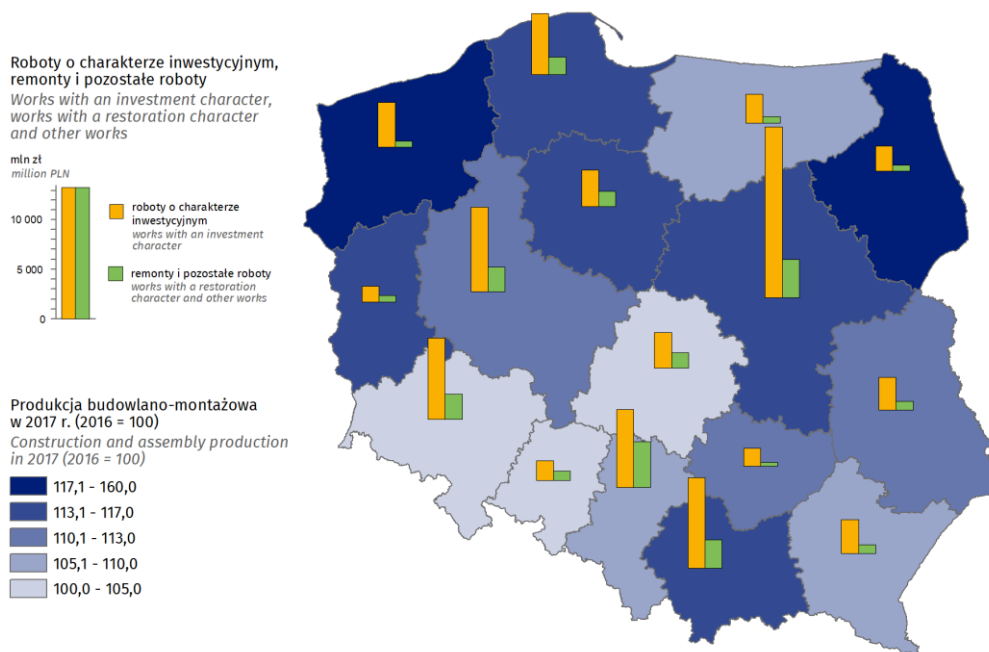 Roboty o charakterze inwestycyjnym,
remonty i pozostałe roboty
Works with an investment character,
works with a restoration character
and other works
mln zł
million PLN
10 000
5 000
0
roboty o charakterze
inwestycyjnym
works with an investment
character
remonty i pozostałe roboty
works with a restoration
character and other works
Produkcja budowlano-montażowa
w 2017 r. (2016 = 100)
Construction and assembly production
in 2017 (2016 = 100)
117,1 - 160,0
113,1 - 117,0
110,1 - 113,0
105,1 - 110,0
100,0 - 105,0